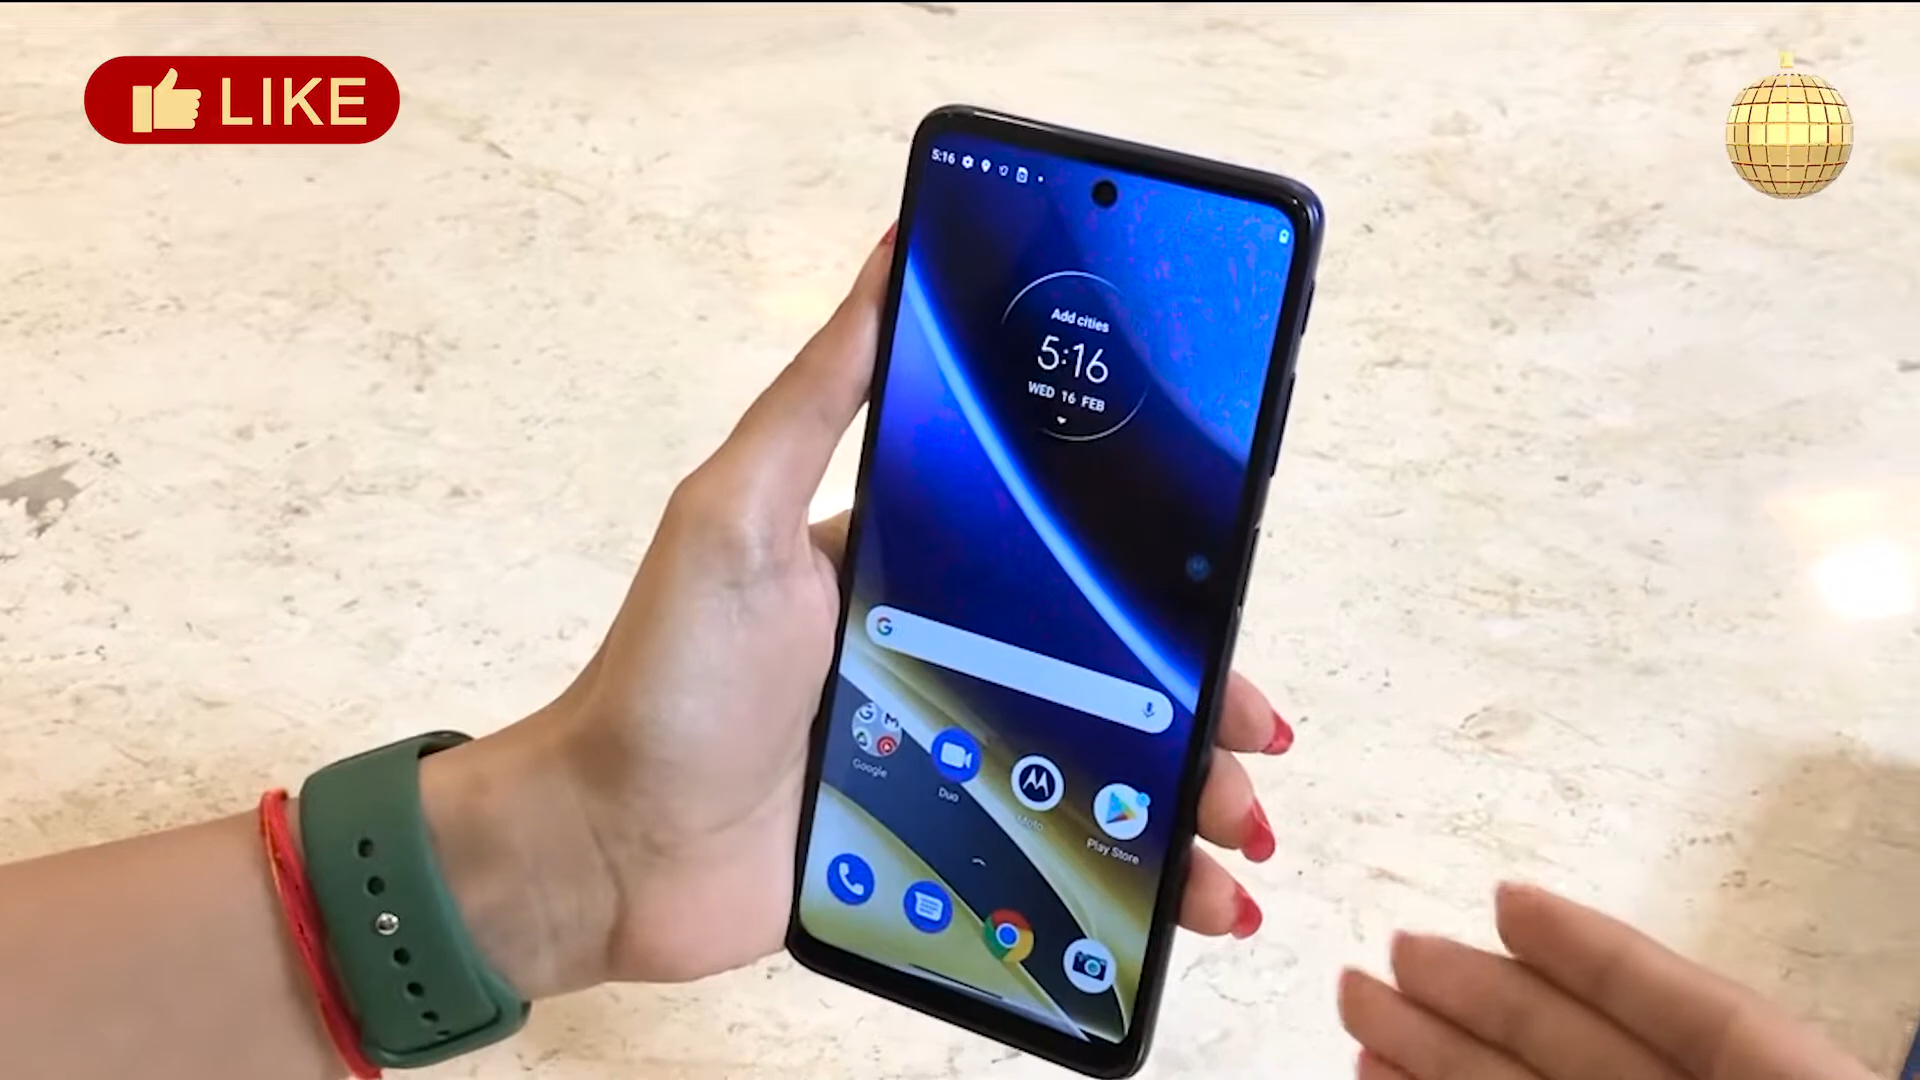 LIKE
5:16
Add cities
5:16
WED 16 FEB
Google
Duo
Moto
Play Store